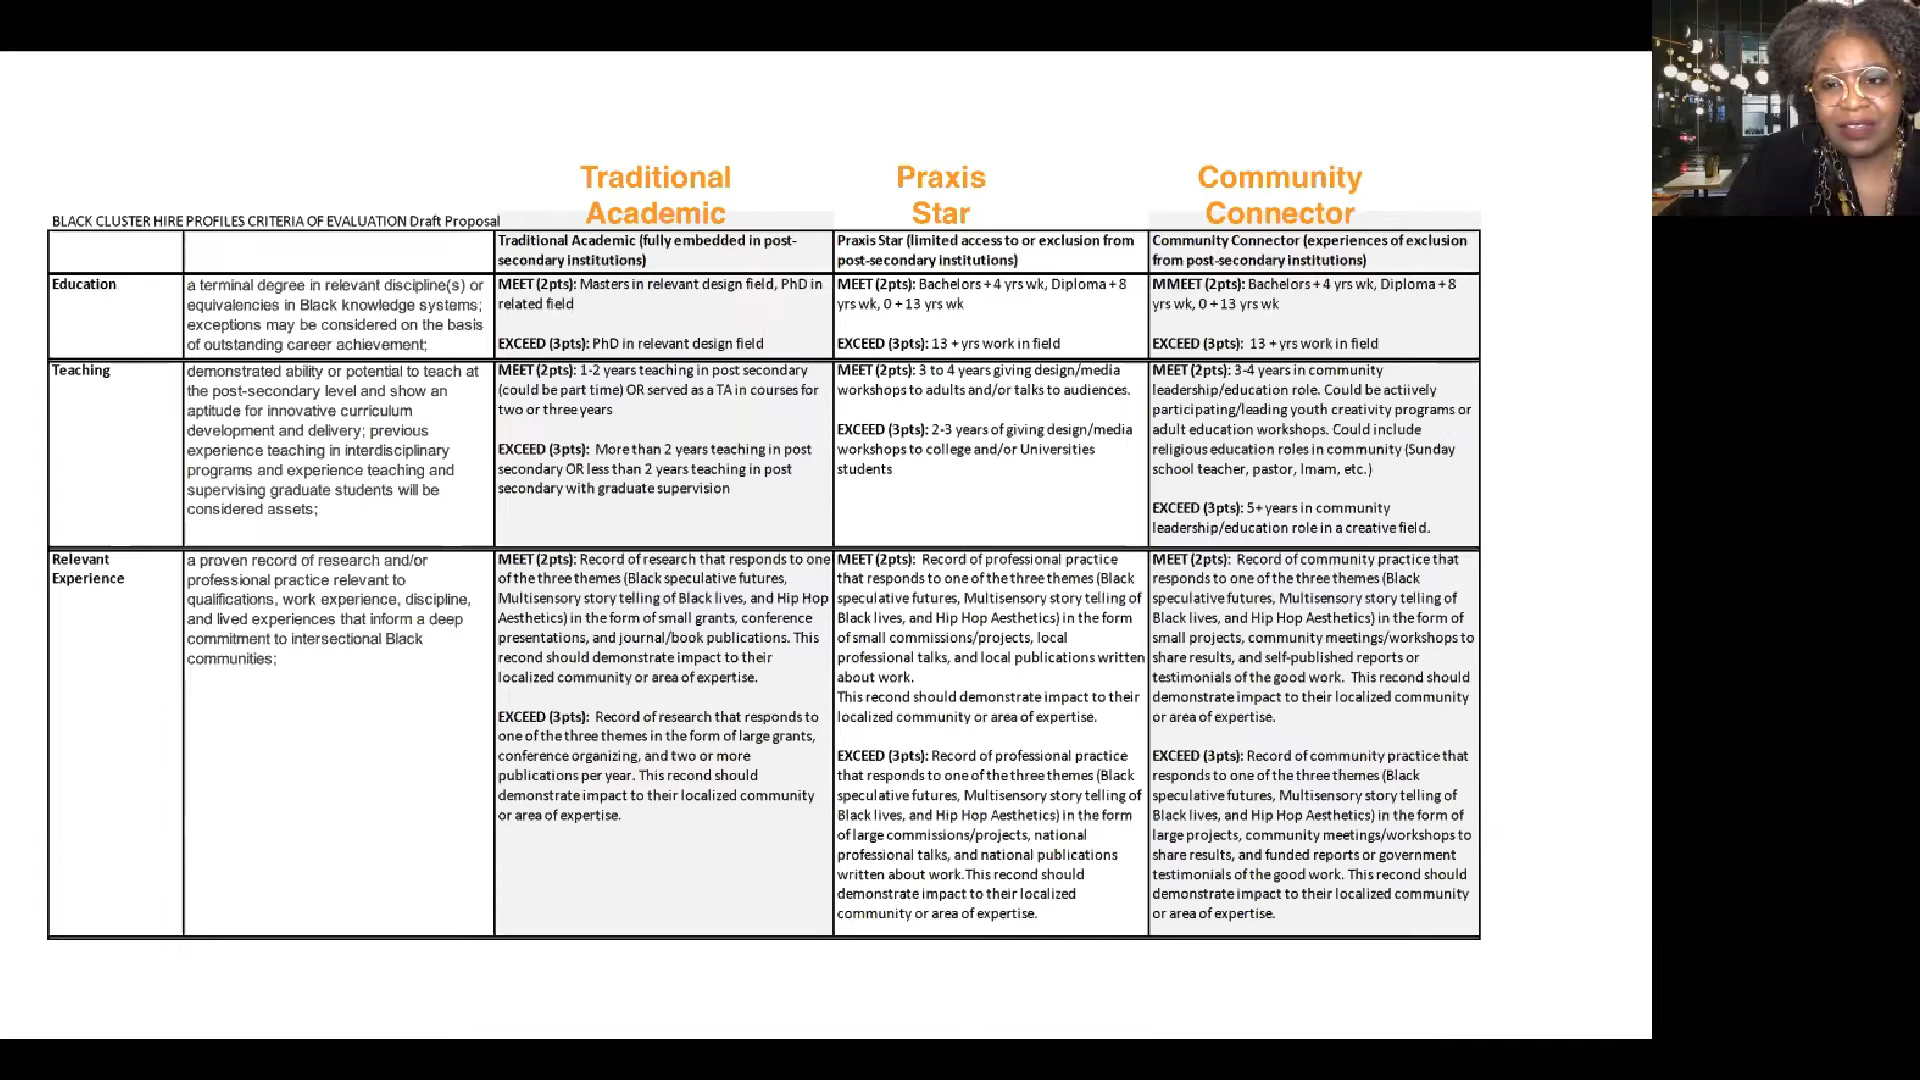 Traditional
Academic
Praxis
Star
Community
Connector
BLACK CLUSTER HIRE PROFILES CRITERIA OF EVALUATION Draft Proposal
Traditional Academic (fully embedded in post-
secondary institutions)
Praxis Star (limited access to or exclusion from
post-secondary institutions)
Community Connector (experiences of exclusion
from post-secondary institutions)
Education
a terminal degree in relevant discipline(s) or
equivalencies in Black knowledge systems;
exceptions may be considered on the basis
of outstanding career achievement;
MEET (2pts): Masters in relevant design field, PhD in
related field
EXCEED (3pts): PhD in relevant design field
MEET (2pts): Bachelors + 4 yrs wk, Diploma + 8
yrs wk, 0 + 13 yrs wk
EXCEED (3pts): 13 + yrs work in field
MMEET (2pts): Bachelors + 4 yrs wk, Diploma + 8
yrs wk, 0 + 13 yrs wk
EXCEED (3pts): 13 + yrs work in field
Teaching
demonstrated ability or potential to teach at
the post-secondary level and show an
aptitude for innovative curriculum
development and delivery; previous
experience teaching in interdisciplinary
programs and experience teaching and
supervising graduate students will be
considered assets;
MEET (2pts): 1-2 years teaching in post secondary
(could be part time) OR served as a TA in courses for
two or three years
EXCEED (3pts): More than 2 years teaching in post
secondary OR less than 2 years teaching in post
secondary with graduate supervision
MEET (2pts): 3 to 4 years giving design/media
workshops to adults and/or talks to audiences.
EXCEED (3pts): 2-3 years of giving design/media
workshops to college and/or Universities
students
MEET (2pts): 3-4 years in community
leadership/education role. Could be actiively
participating/leading youth creativity programs or
adult education workshops. Could include
religious education roles in community (Sunday
school teacher, pastor, Imam, etc.)
EXCEED (3pts): 5+ years in community
leadership/education role in a creative field.
Relevant
Experience
a proven record of research and/or
professional practice relevant to
qualifications, work experience, discipline,
and lived experiences that inform a deep
commitment to intersectional Black
communities;
MEET (2pts): Record of research that responds to one
of the three themes (Black speculative futures,
Multisensory story telling of Black lives, and Hip Hop
Aesthetics) in the form of small grants, conference
presentations, and journal/book publications. This
recond should demonstrate impact to their
localized community or area of expertise.
EXCEED (3pts): Record of research that responds to
one of the three themes in the form of large grants,
conference organizing, and two or more
publications per year. This recond should
demonstrate impact to their localized community
or area of expertise.
MEET (2pts): Record of professional practice
that responds to one of the three themes (Black
speculative futures, Multisensory story telling of
Black lives, and Hip Hop Aesthetics) in the form
of small commissions/projects, local
professional talks, and local publications written
about work.
This recond should demonstrate impact to their
localized community or area of expertise.
EXCEED (3pts): Record of professional practice
that responds to one of the three themes (Black
speculative futures, Multisensory story telling of
Black lives, and Hip Hop Aesthetics) in the form
of large commissions/projects, national
professional talks, and national publications
written about work.This recond should
demonstrate impact to their localized
community or area of expertise.
MEET (2pts): Record of community practice that
responds to one of the three themes (Black
speculative futures, Multisensory story telling of
Black lives, and Hip Hop Aesthetics) in the form of
small projects, community meetings/workshops to
share results, and self-published reports or
testimonials of the good work. This recond should
demonstrate impact to their localized community
or area of expertise.
EXCEED (3pts): Record of community practice that
responds to one of the three themes (Black
speculative futures, Multisensory story telling of
Black lives, and Hip Hop Aesthetics) in the form of
large projects, community meetings/workshops to
share results, and funded reports or government
testimonials of the good work. This recond should
demonstrate impact to their localized community
or area of expertise.